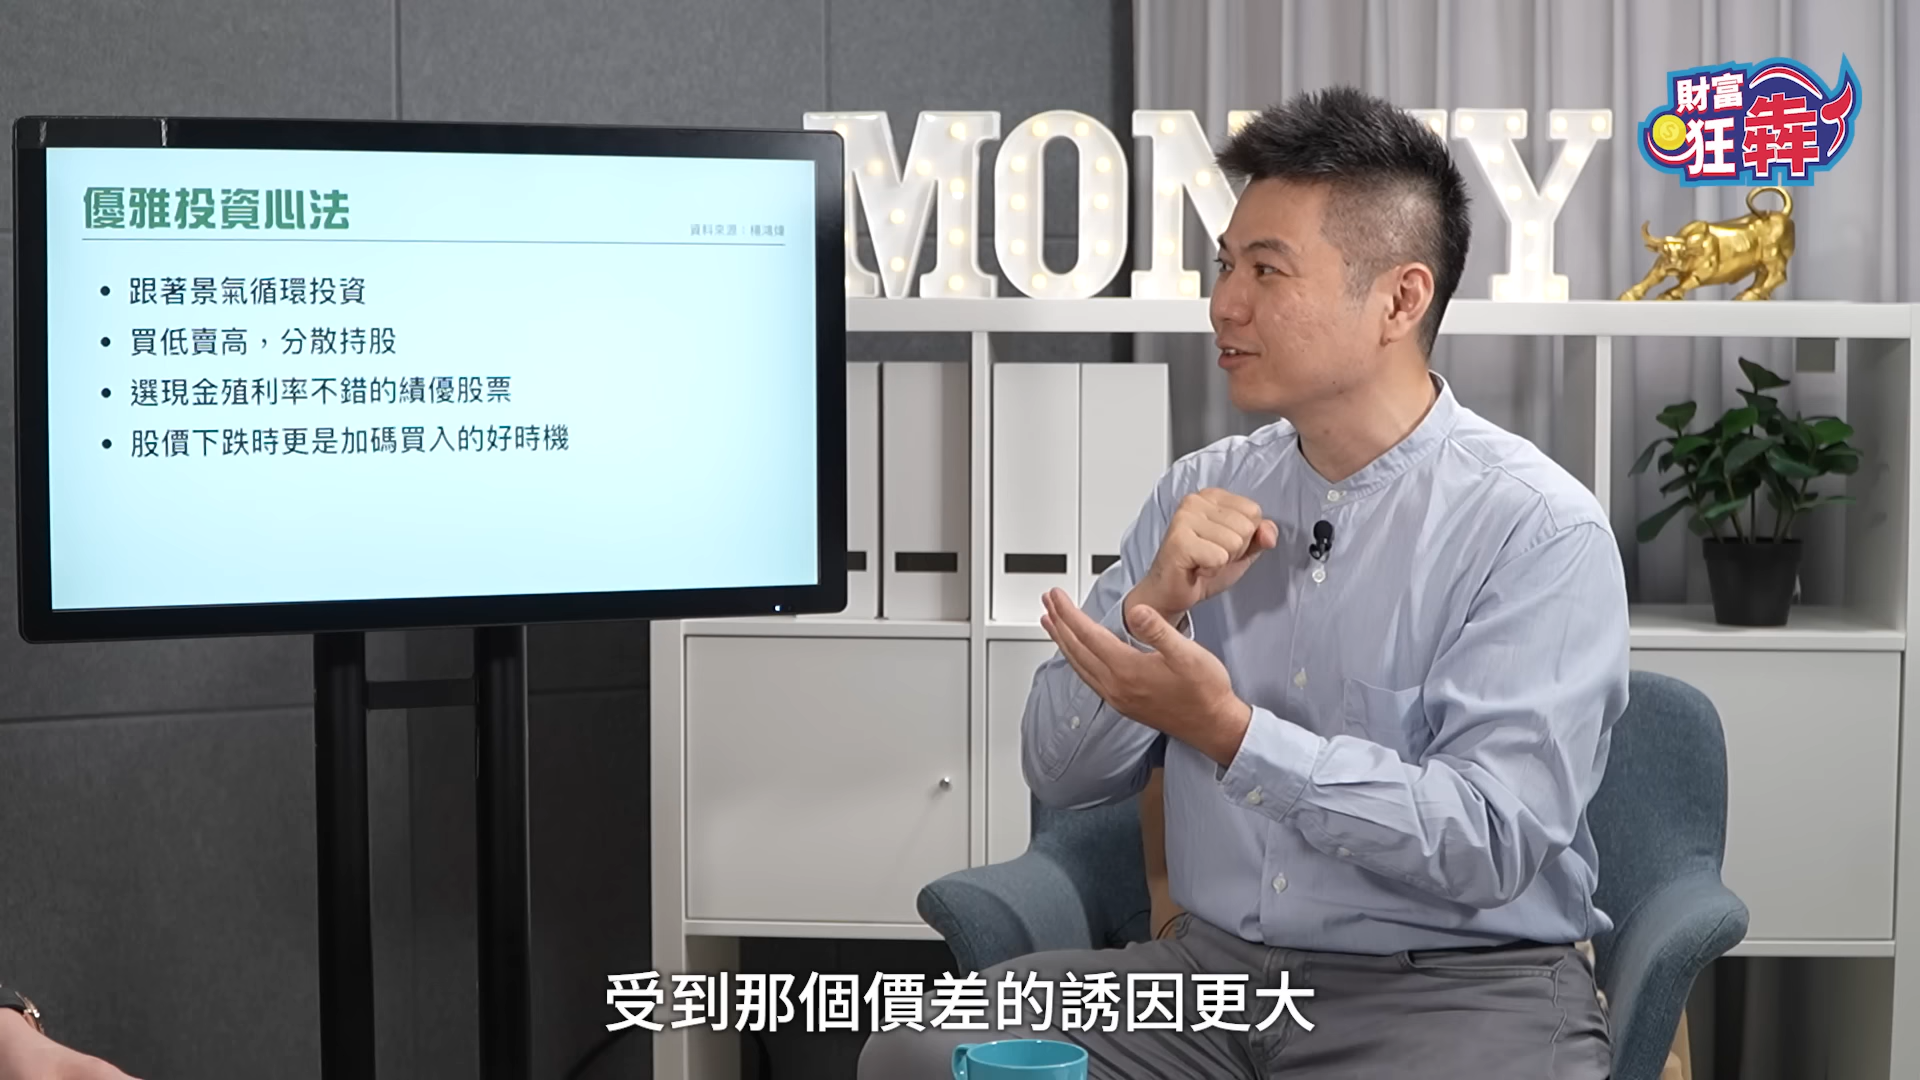 財富
狂犇
MONEY
優雅投資心法
資料來源：楊鴻煒
• 跟著景氣循環投資
• 買低賣高，分散持股
• 選現金殖利率不錯的績優股票
• 股價下跌時更是加碼買入的好時機
受到那個價差的誘因更大